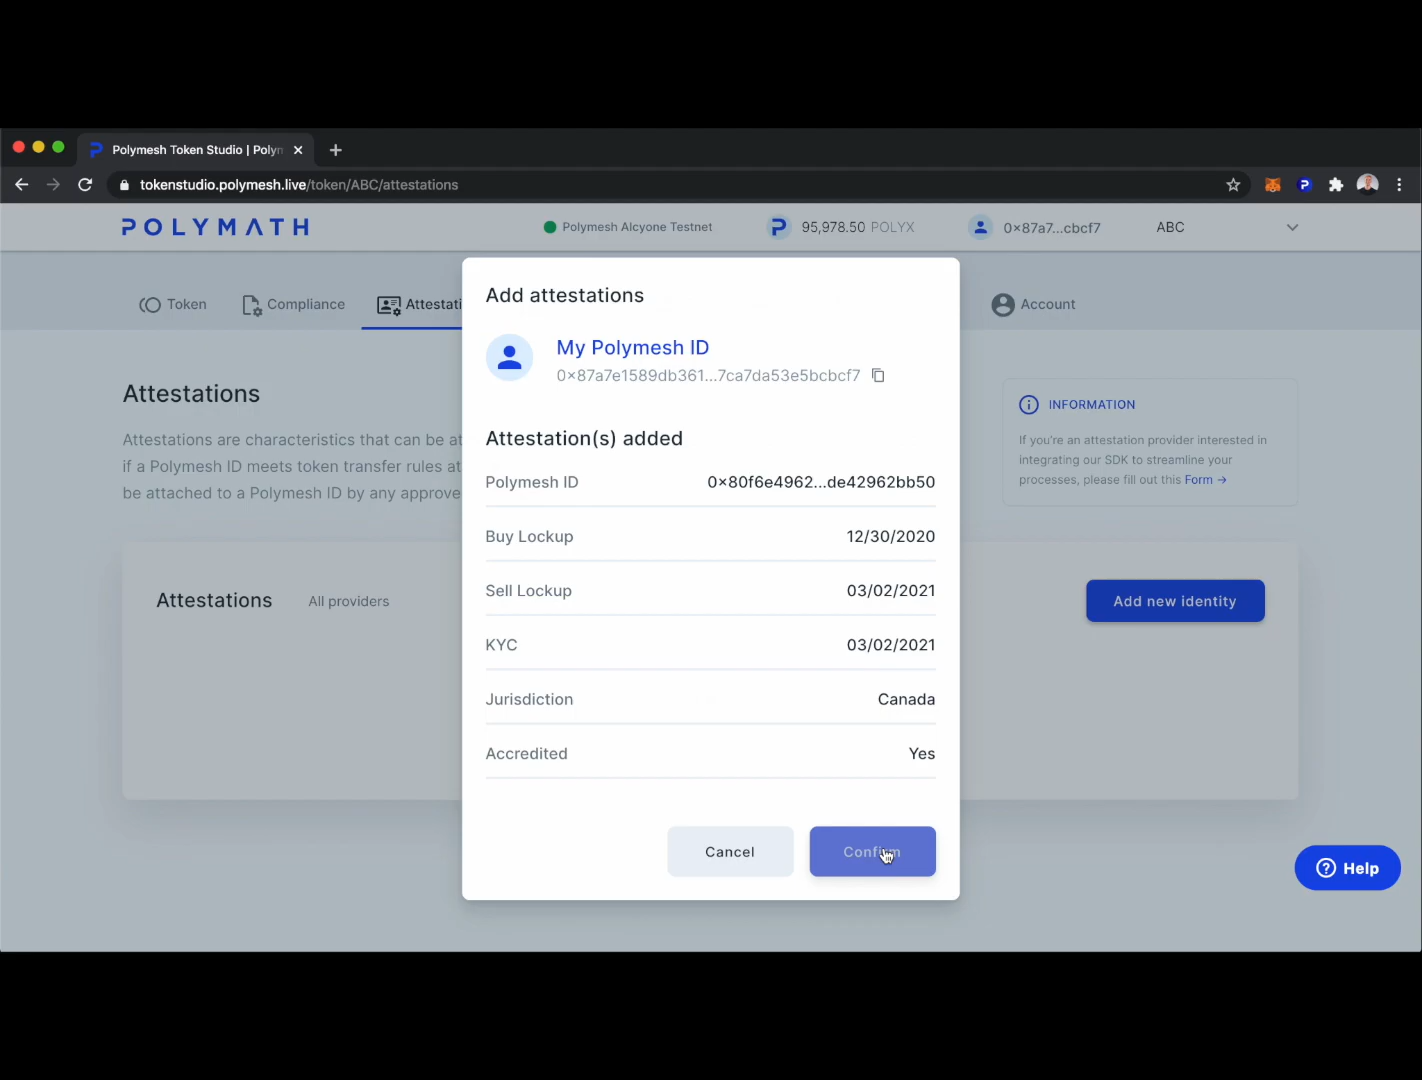 Polymesh Token Studio | Polyn
tokenstudio.polymesh.live/token/ABC/attestations
POLYMATH
Polymesh Alcyone Testnet
95,978.50 POLYX
0x87a7...cbcf7
ABC
Token
Compliance
Attestati
Account
Add attestations
My Polymesh ID
0x87a7e1589db361...7ca7da53e5bcbcf7
Attestations
Attestations are characteristics that can be at
if a Polymesh ID meets token transfer rules at
be attached to a Polymesh ID by any approve
Attestation(s) added
Polymesh ID 0x80f6e4962...de42962bb50
Buy Lockup 12/30/2020
Sell Lockup 03/02/2021
KYC 03/02/2021
Jurisdiction Canada
Accredited Yes
Cancel
Confirm
INFORMATION
If you're an attestation provider interested in
integrating our SDK to streamline your
processes, please fill out this Form →
Attestations
All providers
Add new identity
Help